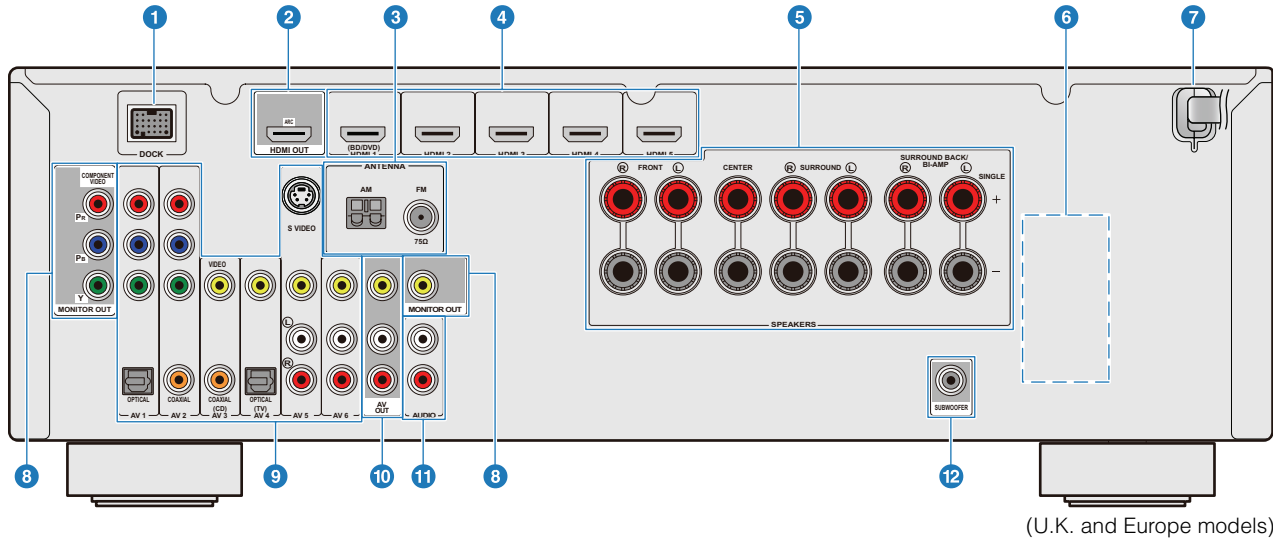 1 2 3 4 5 6 7
ARC
HDMI OUT
(BD/DVD)
HDMI 1
HDMI 2
HDMI 3
HDMI 4
HDMI 5
DOCK
ANTENNA
AM
FM
75Ω
COMPONENT
VIDEO
PR
PB
Y
MONITOR OUT
S VIDEO
VIDEO
MONITOR OUT
R FRONT L
CENTER
R SURROUND L
SURROUND BACK/
BI-AMP
R L
SINGLE
+
–
SPEAKERS
L
R
OPTICAL
AV 1
COAXIAL
AV 2
COAXIAL
(CD)
AV 3
OPTICAL
(TV)
AV 4
AV 5
AV 6
AV
OUT
AUDIO
SUBWOOFER
8 9 10 11 8 12
(U.K. and Europe models)